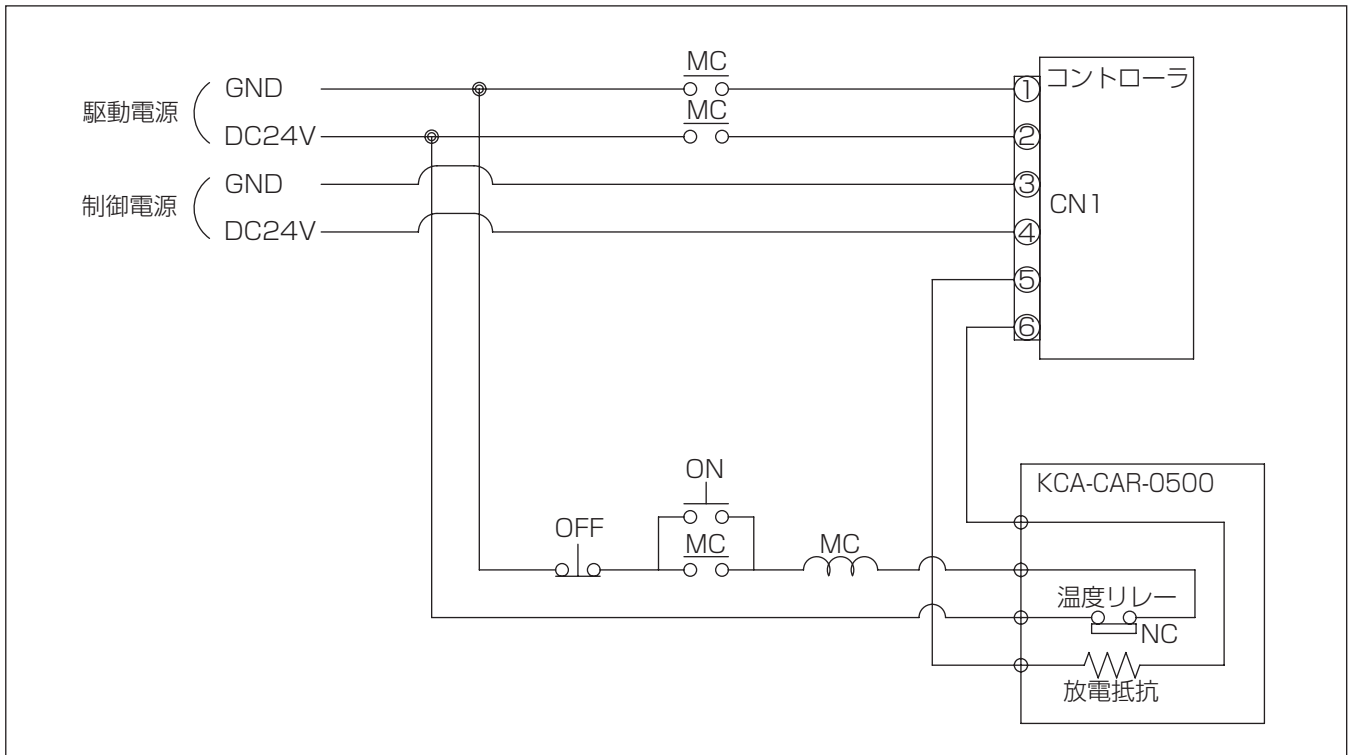 MC
GND
駆動電源
MC
DC24V
GND
制御電源
DC24V
コントローラ
①
②
③
CN1
④
⑤
⑥
ON
KCA-CAR-0500
OFF
MC
MC
温度リレー
NC
放電抵抗